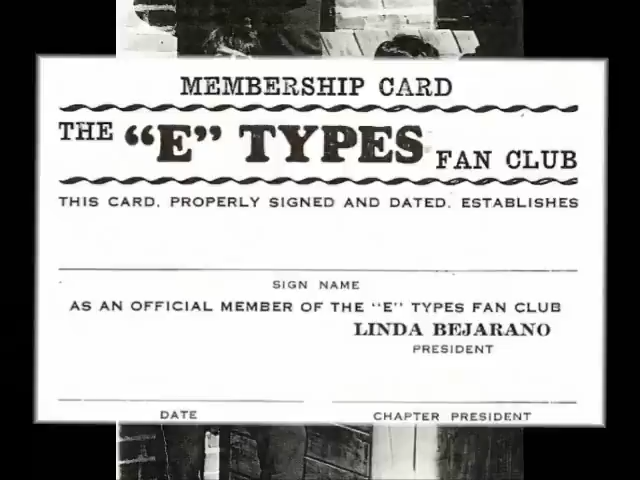 MEMBERSHIP CARD
THE "E" TYPES FAN CLUB
THIS CARD, PROPERLY SIGNED AND DATED, ESTABLISHES
SIGN NAME
AS AN OFFICIAL MEMBER OF THE "E" TYPES FAN CLUB
LINDA BEJARANO
PRESIDENT
DATE
CHAPTER PRESIDENT